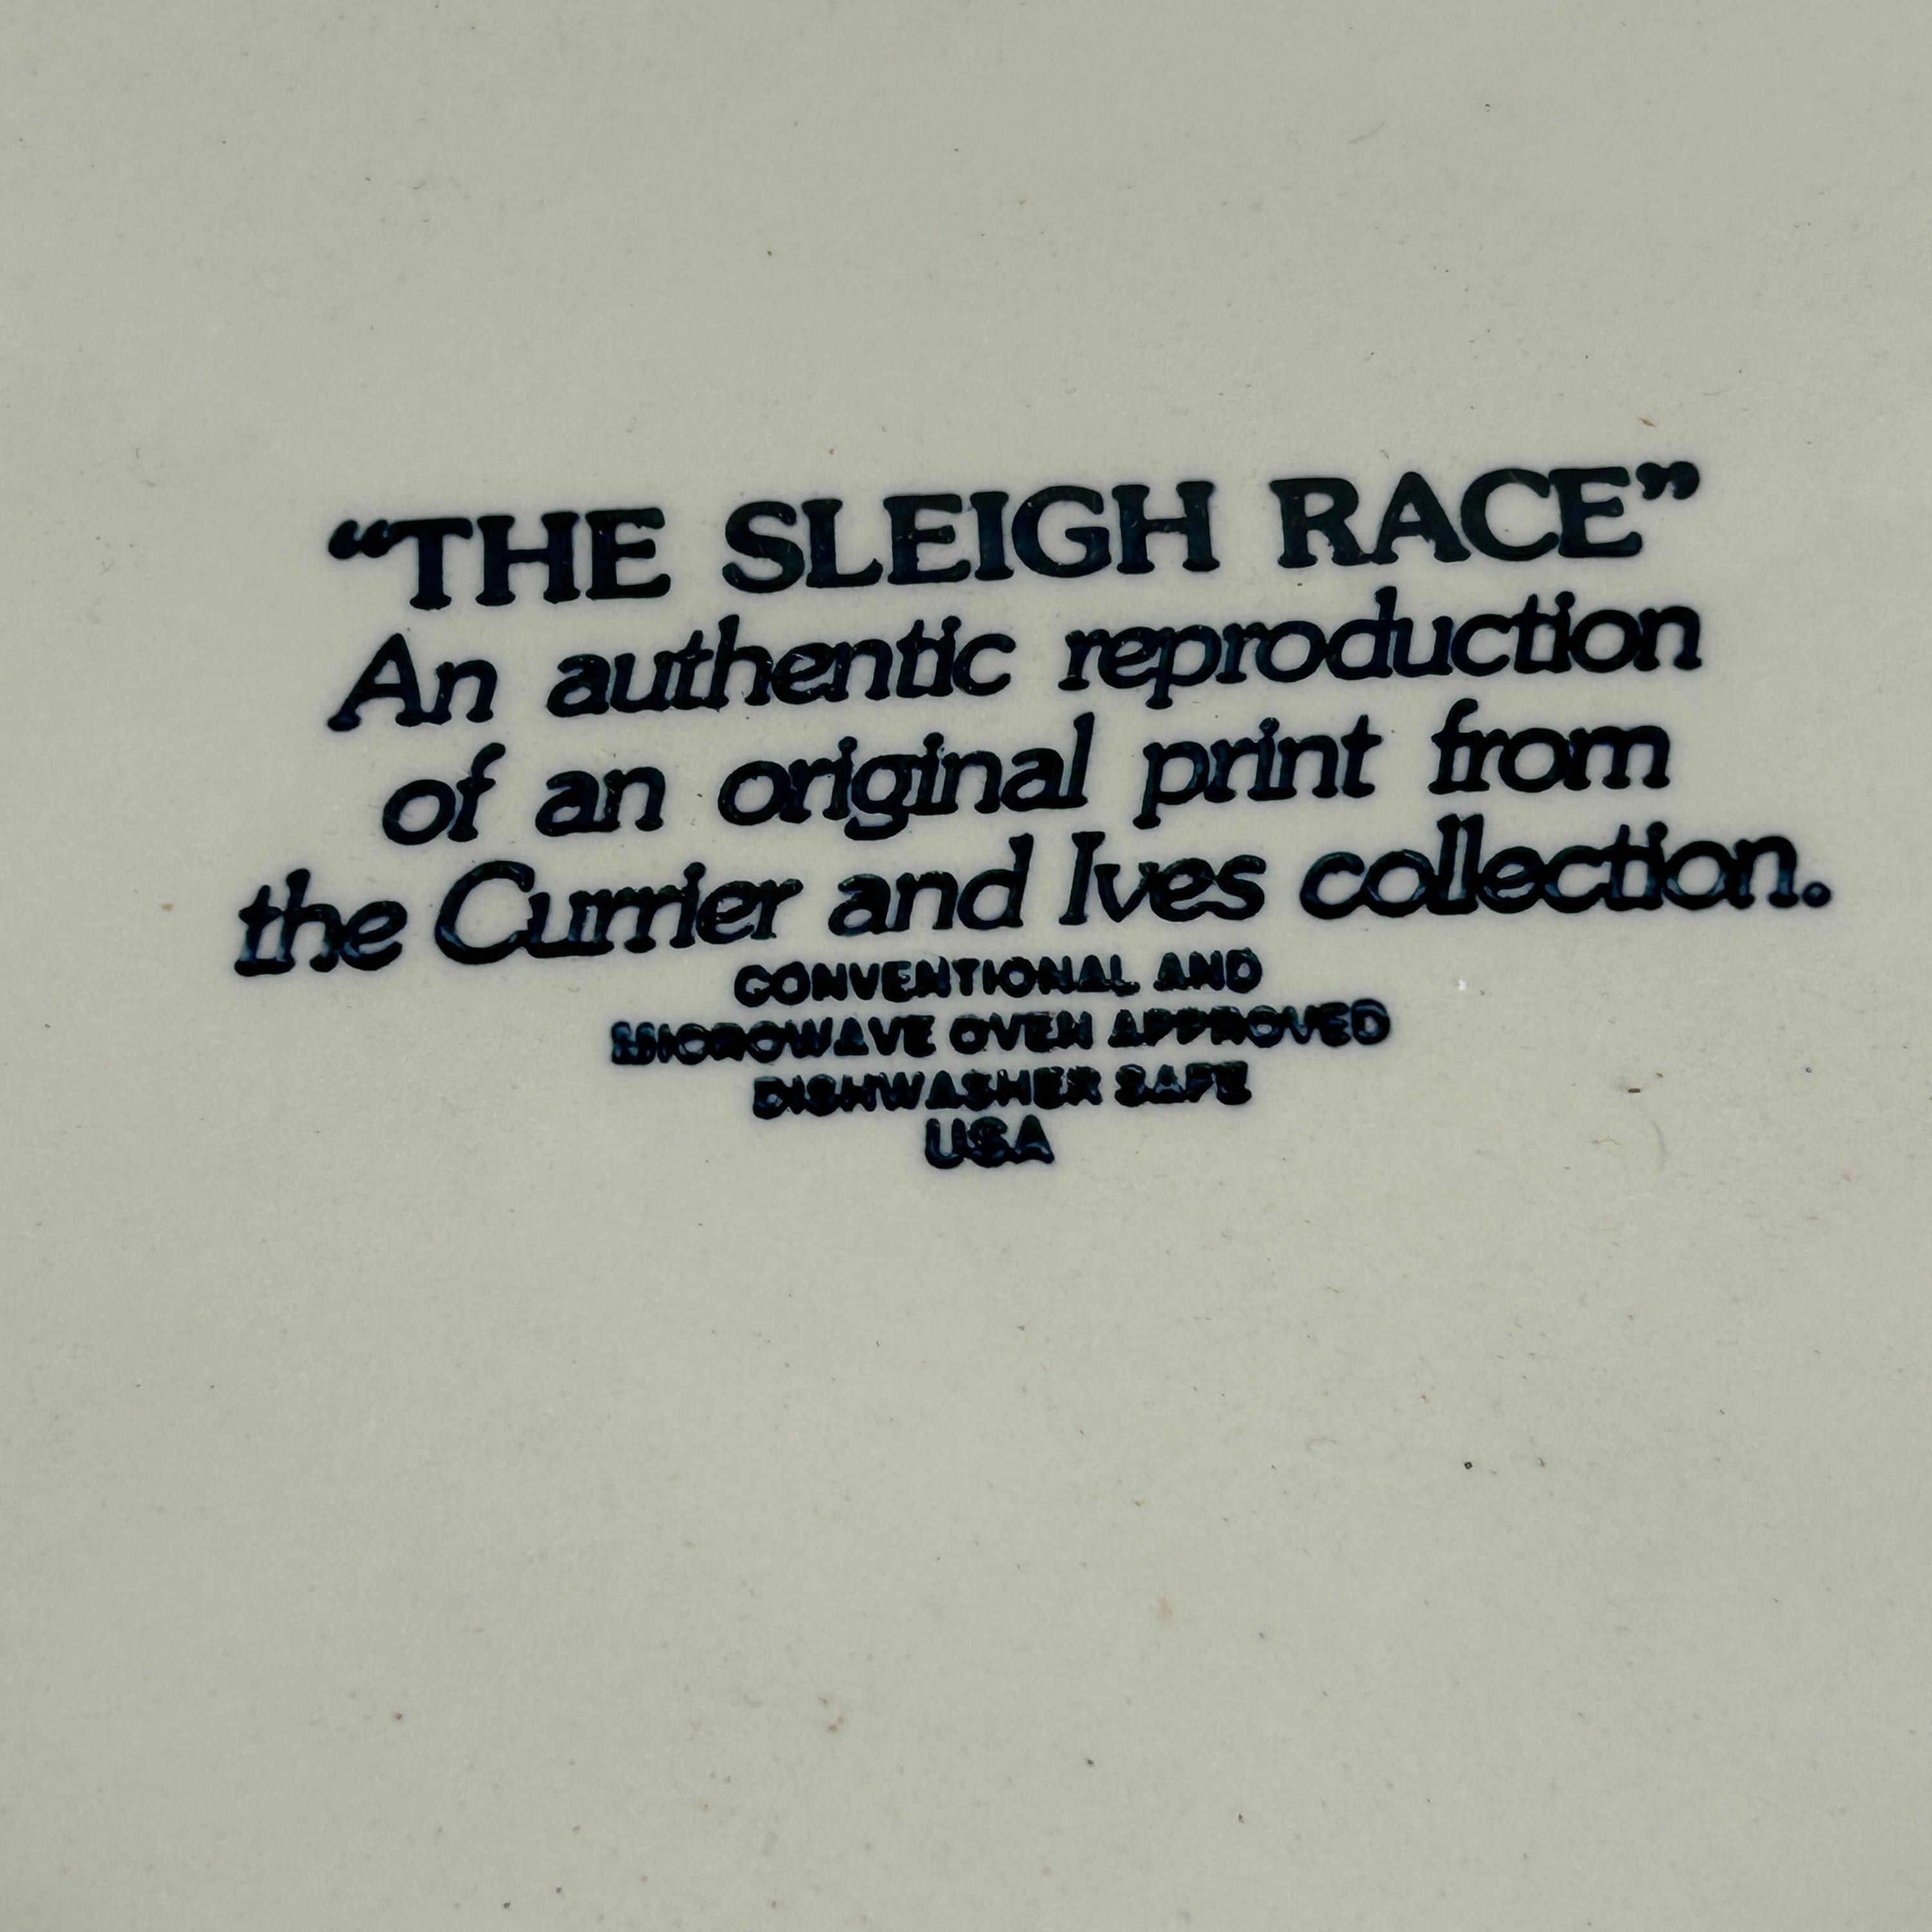 “THE SLEIGH RACE”
An authentic reproduction
of an original print from
the Currier and Ives collection.
CONVENTIONAL AND
MICROWAVE OVEN APPROVED
DISHWASHER SAFE
USA